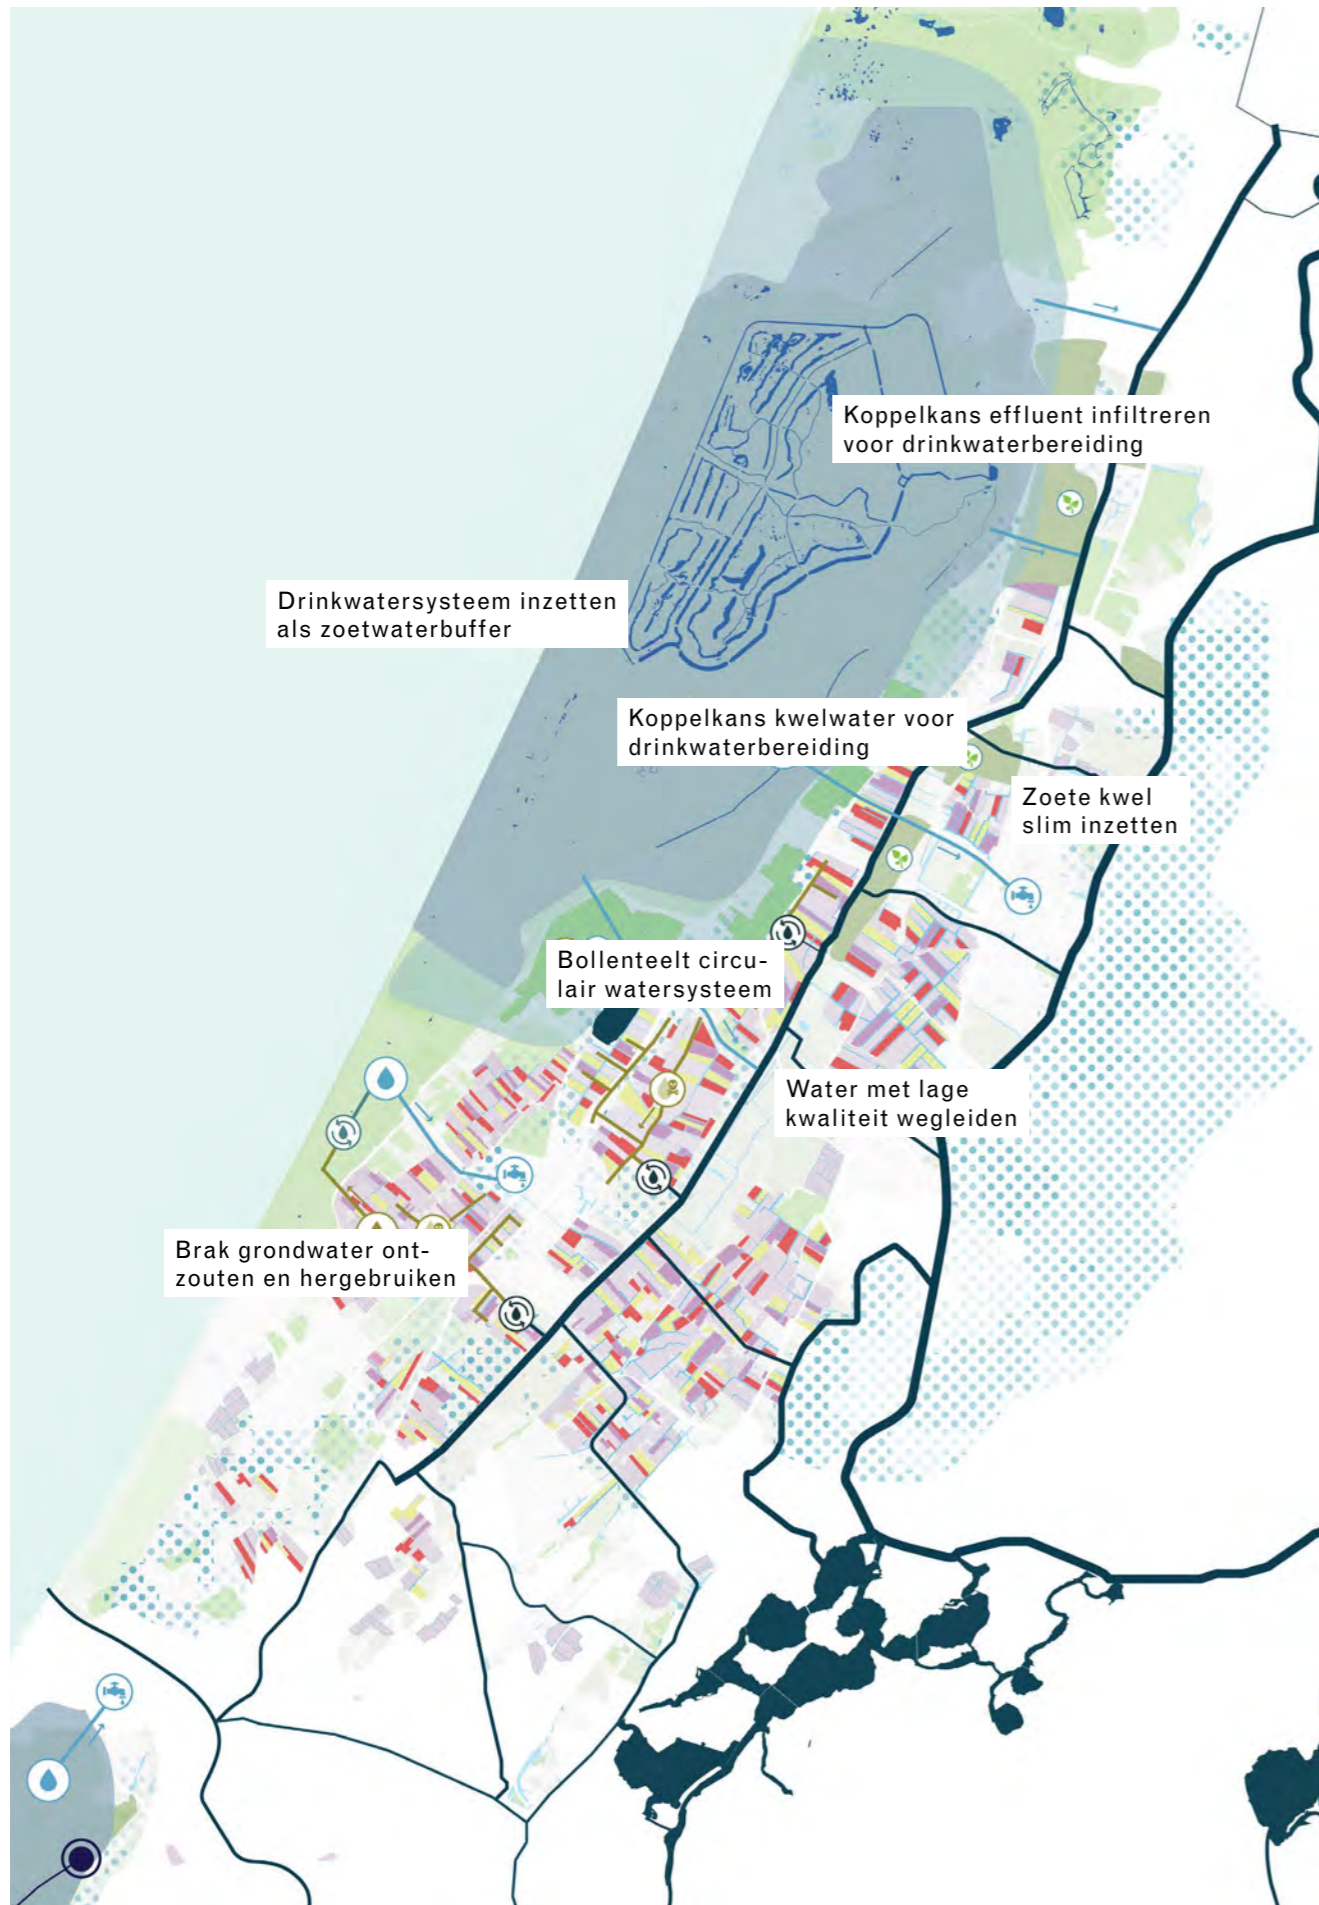 Koppelkans effluent infiltreren
voor drinkwaterbereiding
Drinkwatersysteem inzetten
als zoetwaterbuffer
Koppelkans kwelwater voor
drinkwaterbereiding
Zoete kwel
slim inzetten
Bollenteelt circu-
lair watersysteem
Water met lage
kwaliteit wegleiden
Brak grondwater ont-
zouten en hergebruiken